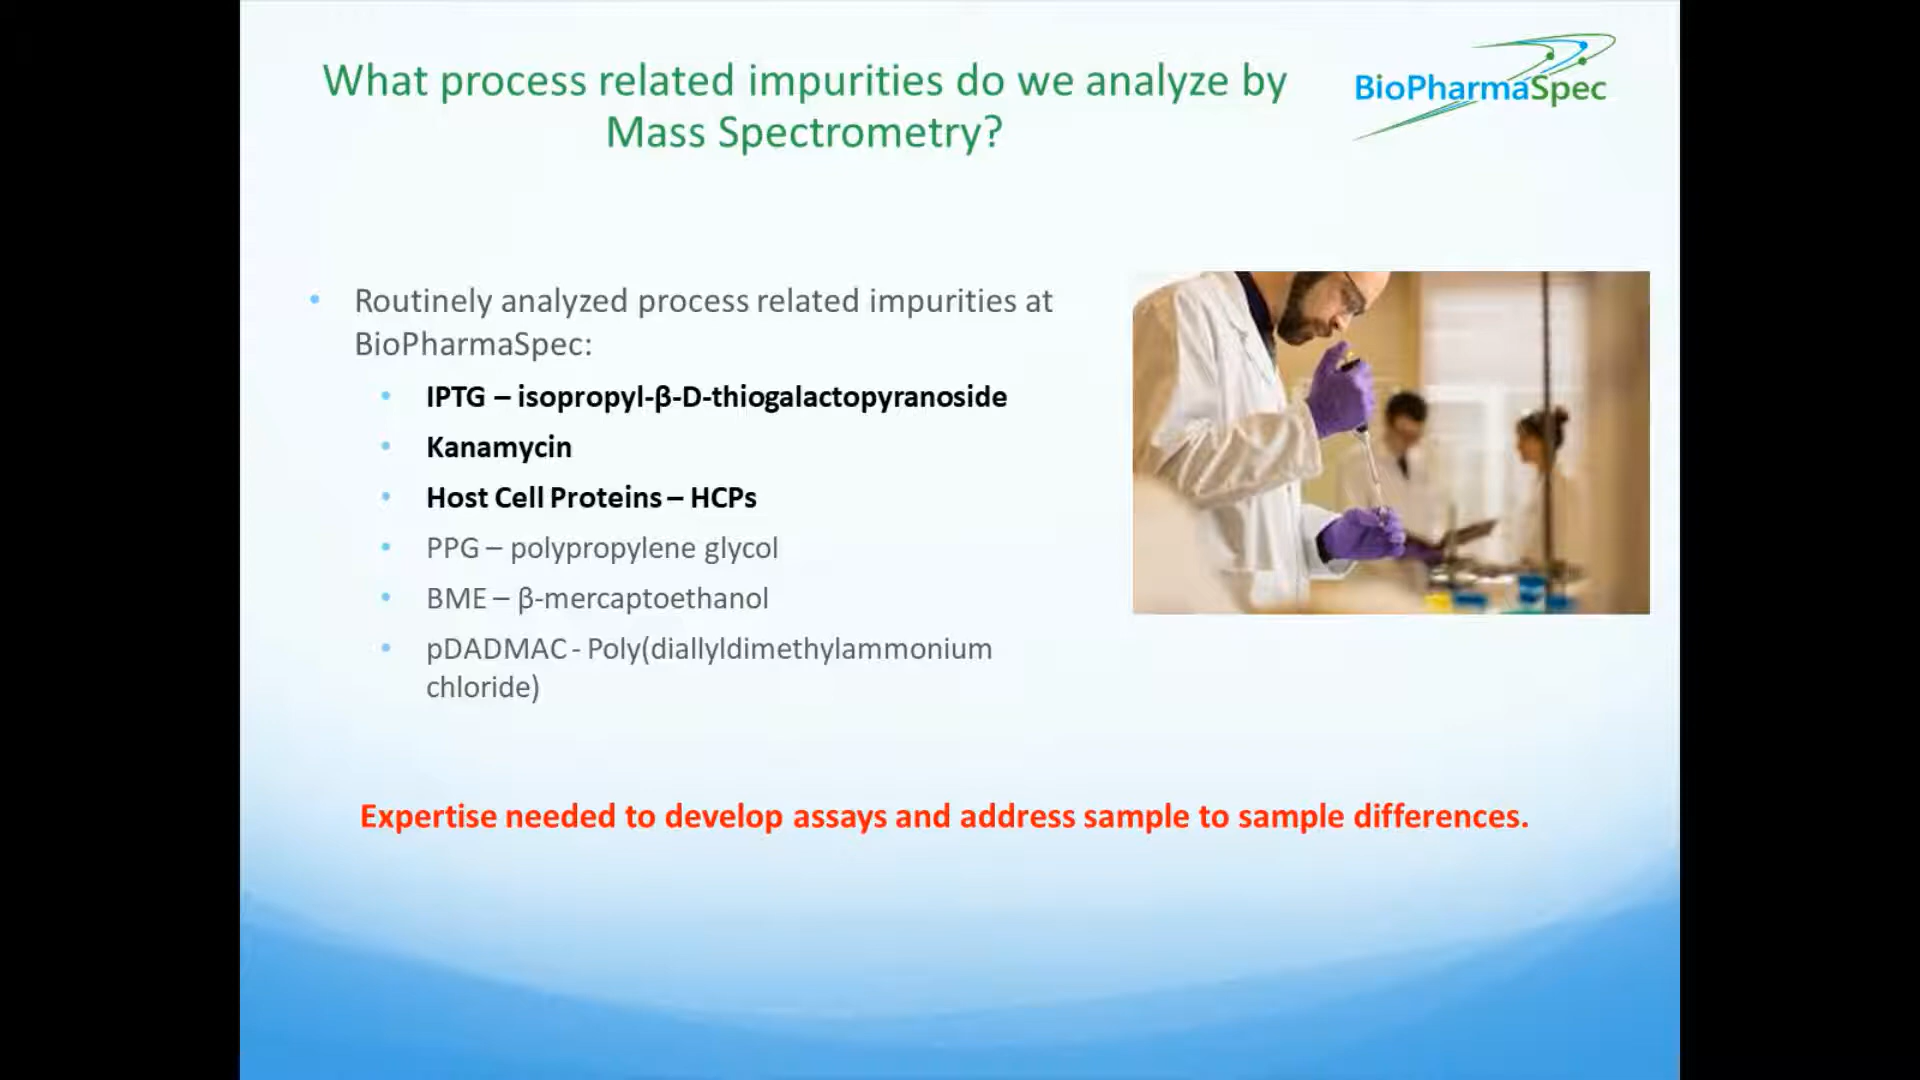 What process related impurities do we analyze by
Mass Spectrometry?
BioPharmaSpec
• Routinely analyzed process related impurities at
BioPharmaSpec:
• IPTG – isopropyl-β-D-thiogalactopyranoside
• Kanamycin
• Host Cell Proteins – HCPs
• PPG – polypropylene glycol
• BME – β-mercaptoethanol
• pDADMAC - Poly(diallyldimethylammonium
chloride)
Expertise needed to develop assays and address sample to sample differences.